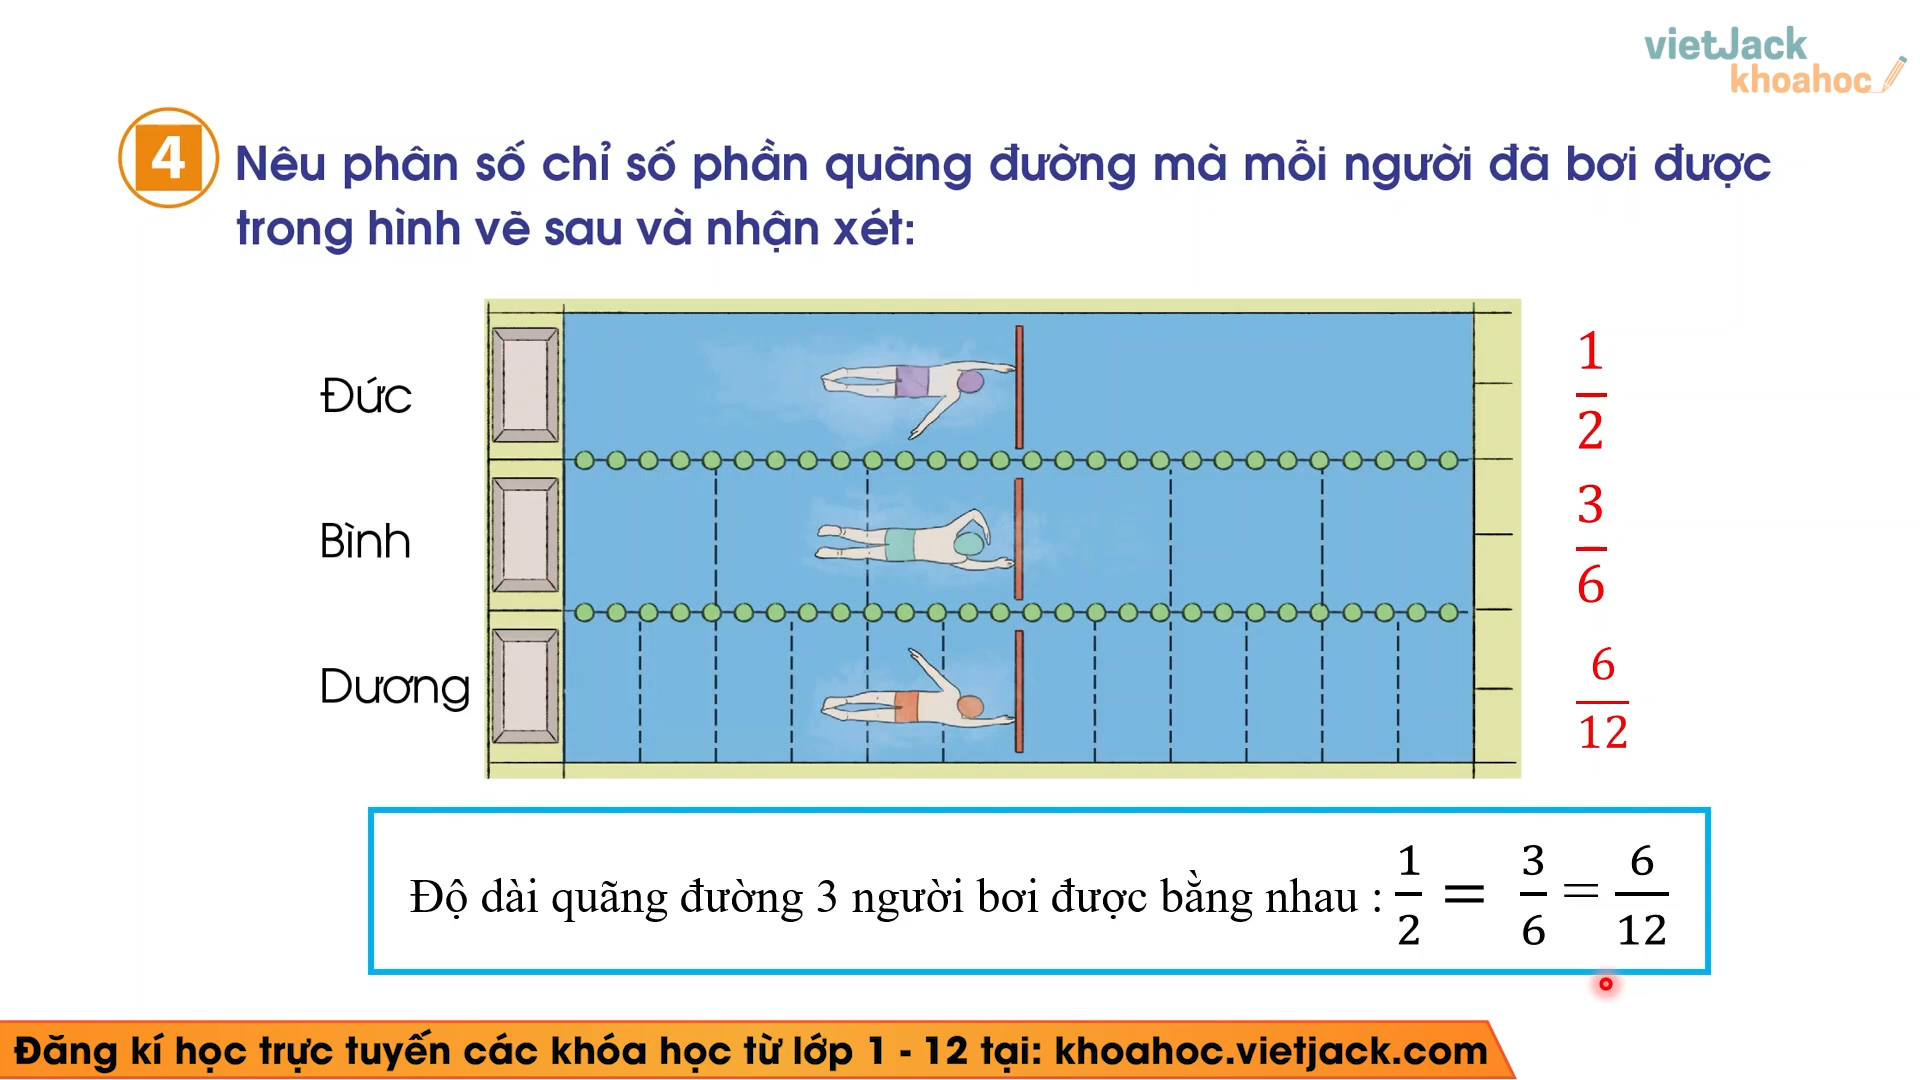 vietJack
khoahoc
4
Nêu phân số chỉ số phần quãng đường mà mỗi người đã bơi được
trong hình vẽ sau và nhận xét:
Đức
1/2
Bình
3/6
Dương
6/12
Độ dài quãng đường 3 người bơi được bằng nhau : 1/2 = 3/6 = 6/12
Đăng kí học trực tuyến các khóa học từ lớp 1 - 12 tại: khoahoc.vietjack.com